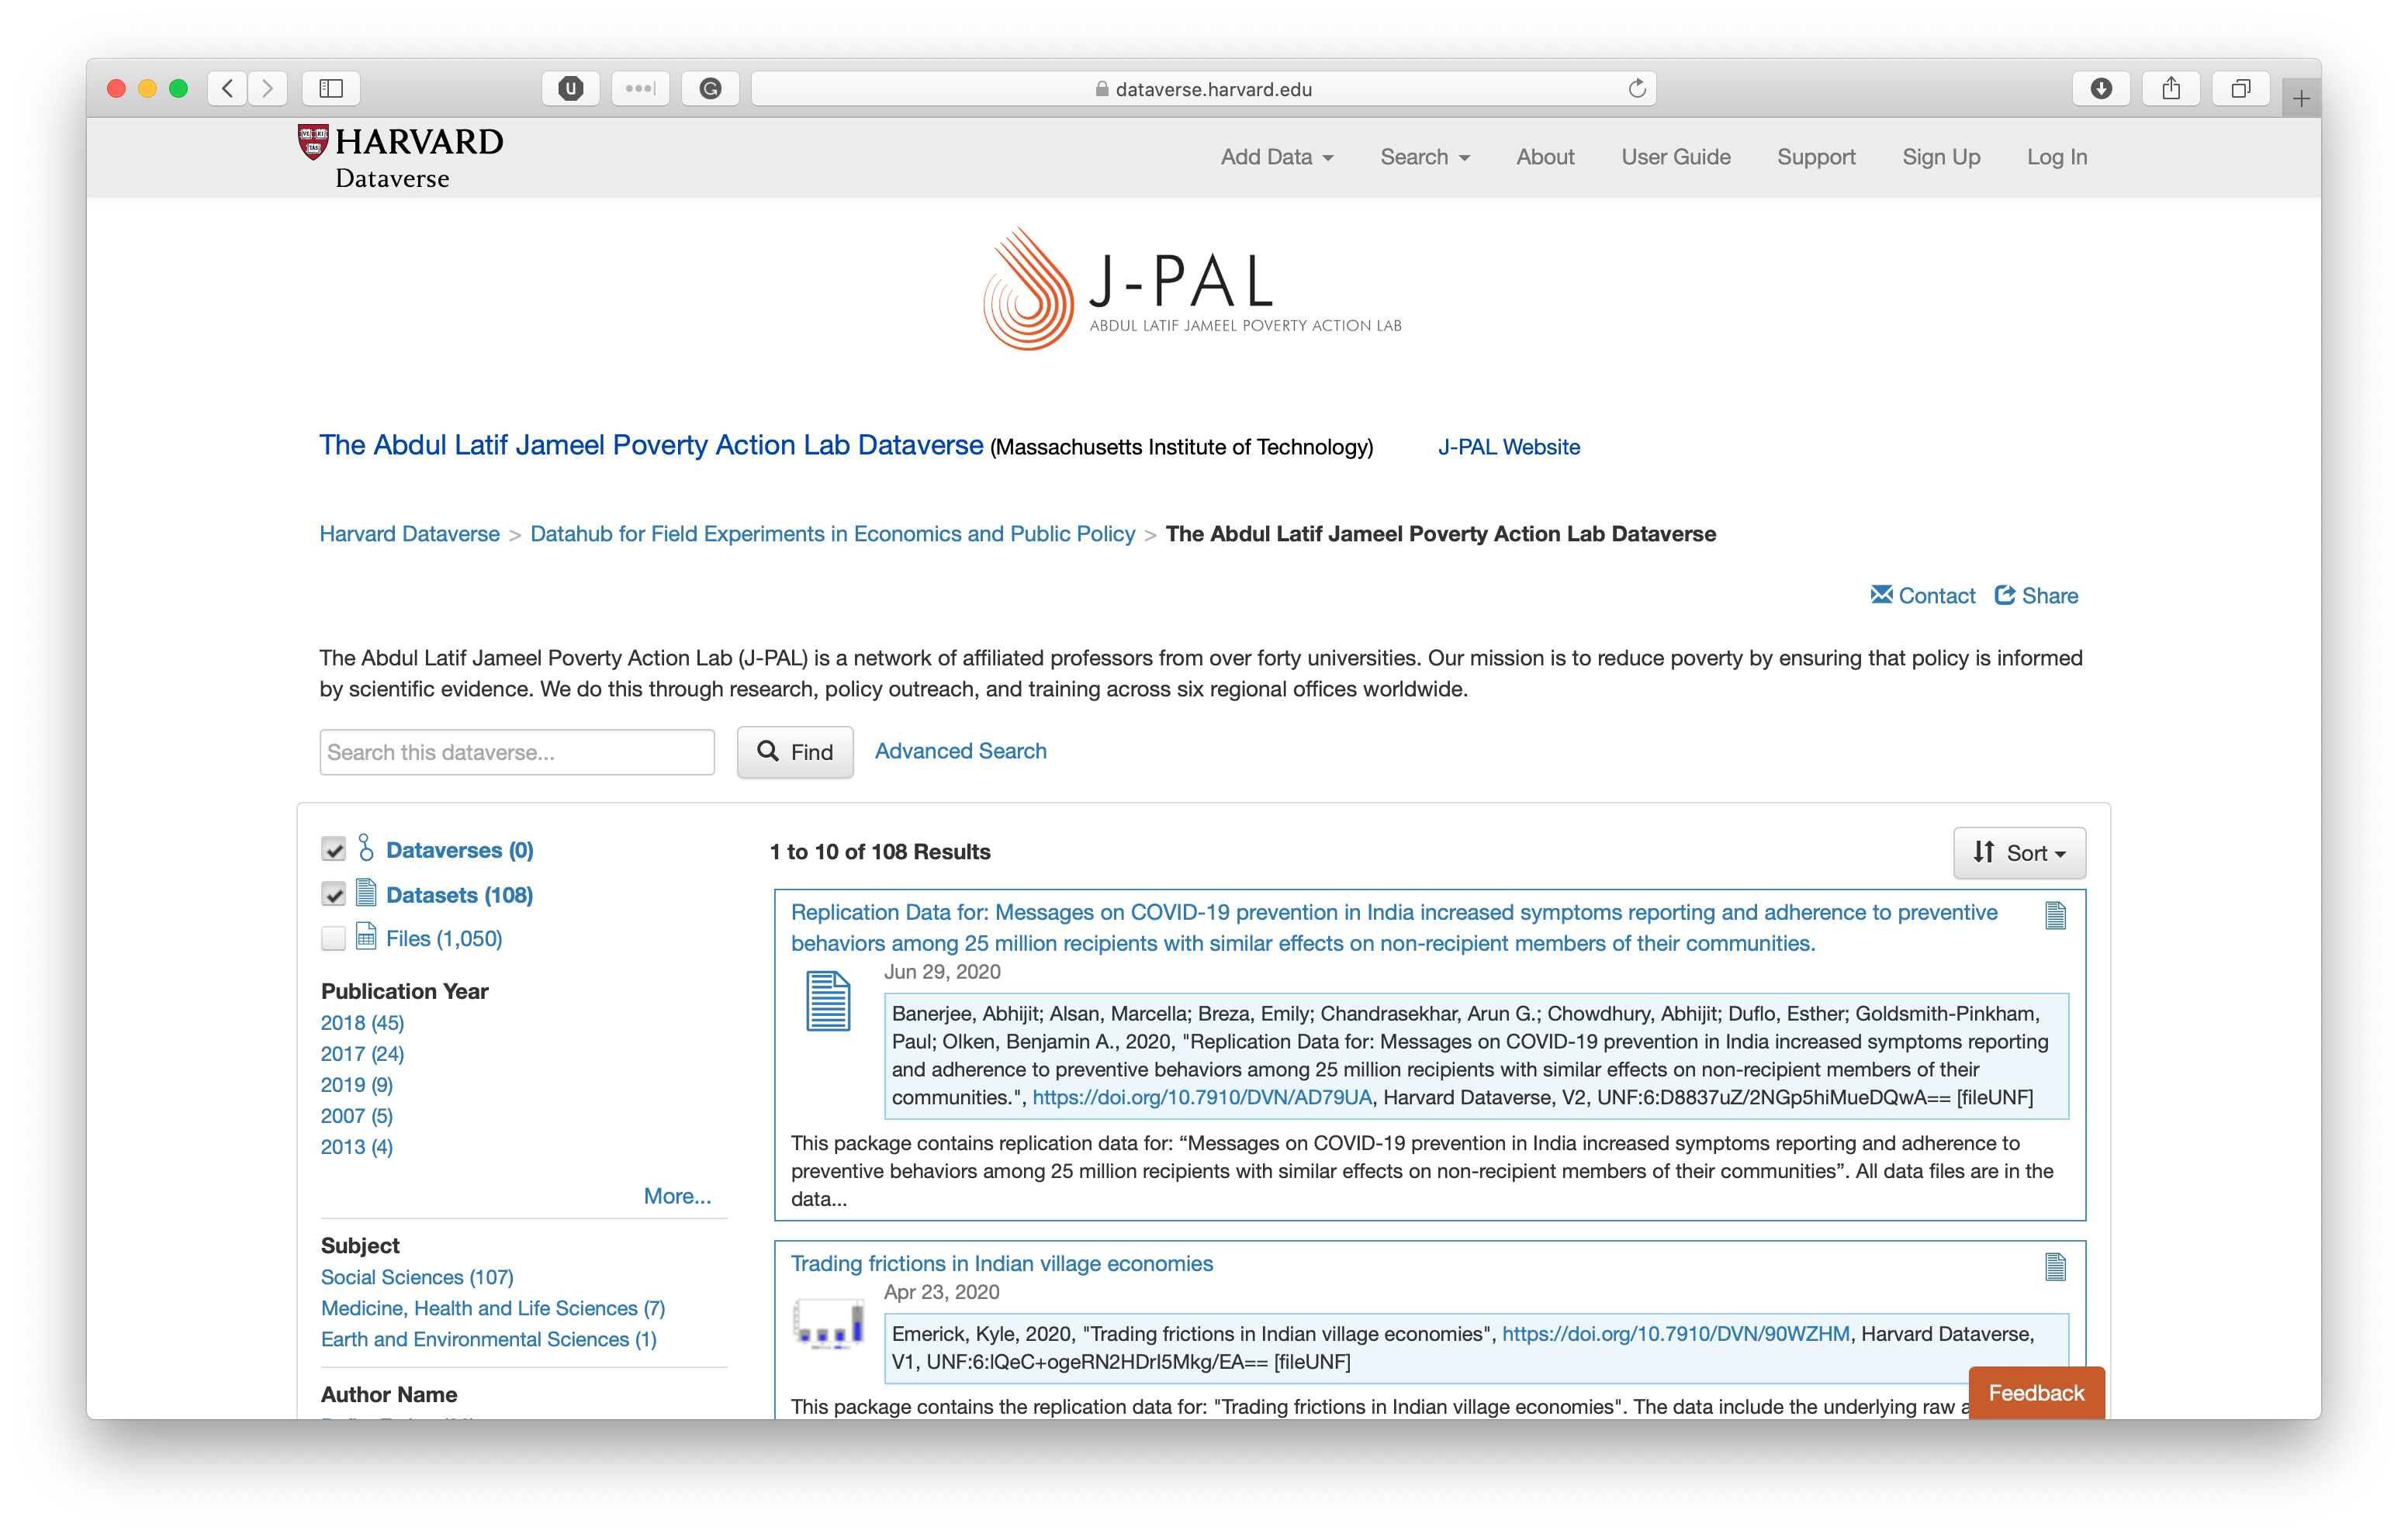 dataverse.harvard.edu
HARVARD
Dataverse
Add Data
Search
About
User Guide
Support
Sign Up
Log In
J-PAL
ABDUL LATIF JAMEEL POVERTY ACTION LAB
The Abdul Latif Jameel Poverty Action Lab Dataverse (Massachusetts Institute of Technology)
J-PAL Website
Harvard Dataverse > Datahub for Field Experiments in Economics and Public Policy > The Abdul Latif Jameel Poverty Action Lab Dataverse
Contact
Share
The Abdul Latif Jameel Poverty Action Lab (J-PAL) is a network of affiliated professors from over forty universities. Our mission is to reduce poverty by ensuring that policy is informed
by scientific evidence. We do this through research, policy outreach, and training across six regional offices worldwide.
Search this dataverse...
Find
Advanced Search
Dataverses (0)
Datasets (108)
Files (1,050)
Publication Year
2018 (45)
2017 (24)
2019 (9)
2007 (5)
2013 (4)
More...
Subject
Social Sciences (107)
Medicine, Health and Life Sciences (7)
Earth and Environmental Sciences (1)
Author Name
1 to 10 of 108 Results
Sort
Replication Data for: Messages on COVID-19 prevention in India increased symptoms reporting and adherence to preventive
behaviors among 25 million recipients with similar effects on non-recipient members of their communities.
Jun 29, 2020
Banerjee, Abhijit; Alsan, Marcella; Breza, Emily; Chandrasekhar, Arun G.; Chowdhury, Abhijit; Duflo, Esther; Goldsmith-Pinkham,
Paul; Olken, Benjamin A., 2020, "Replication Data for: Messages on COVID-19 prevention in India increased symptoms reporting
and adherence to preventive behaviors among 25 million recipients with similar effects on non-recipient members of their
communities.", https://doi.org/10.7910/DVN/AD79UA, Harvard Dataverse, V2, UNF:6:D8837uZ/2NGp5hiMueDQwA== [fileUNF]
This package contains replication data for: “Messages on COVID-19 prevention in India increased symptoms reporting and adherence to
preventive behaviors among 25 million recipients with similar effects on non-recipient members of their communities”. All data files are in the
data...
Trading frictions in Indian village economies
Apr 23, 2020
Emerick, Kyle, 2020, "Trading frictions in Indian village economies", https://doi.org/10.7910/DVN/90WZHM, Harvard Dataverse,
V1, UNF:6:lQeC+ogeRN2HDrI5Mkg/EA== [fileUNF]
This package contains the replication data for: "Trading frictions in Indian village economies". The data include the underlying raw a
Feedback